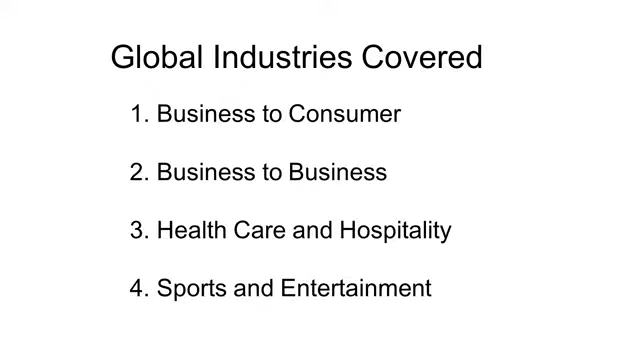 Global Industries Covered
1. Business to Consumer
2. Business to Business
3. Health Care and Hospitality
4. Sports and Entertainment